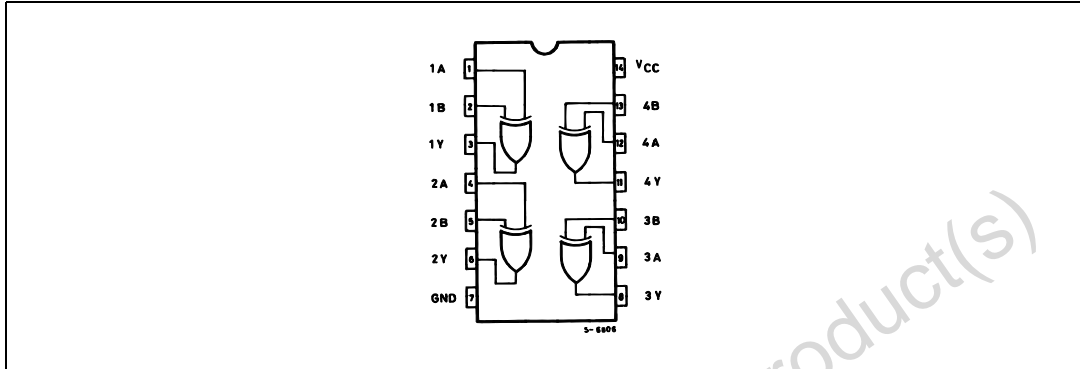 1A 1 14 VCC
1B 2 13 4B
1Y 3 12 4A
2A 4 11 4Y
2B 5 10 3B
2Y 6 9 3A
GND 7 8 3Y
S-6806
roduct(s)